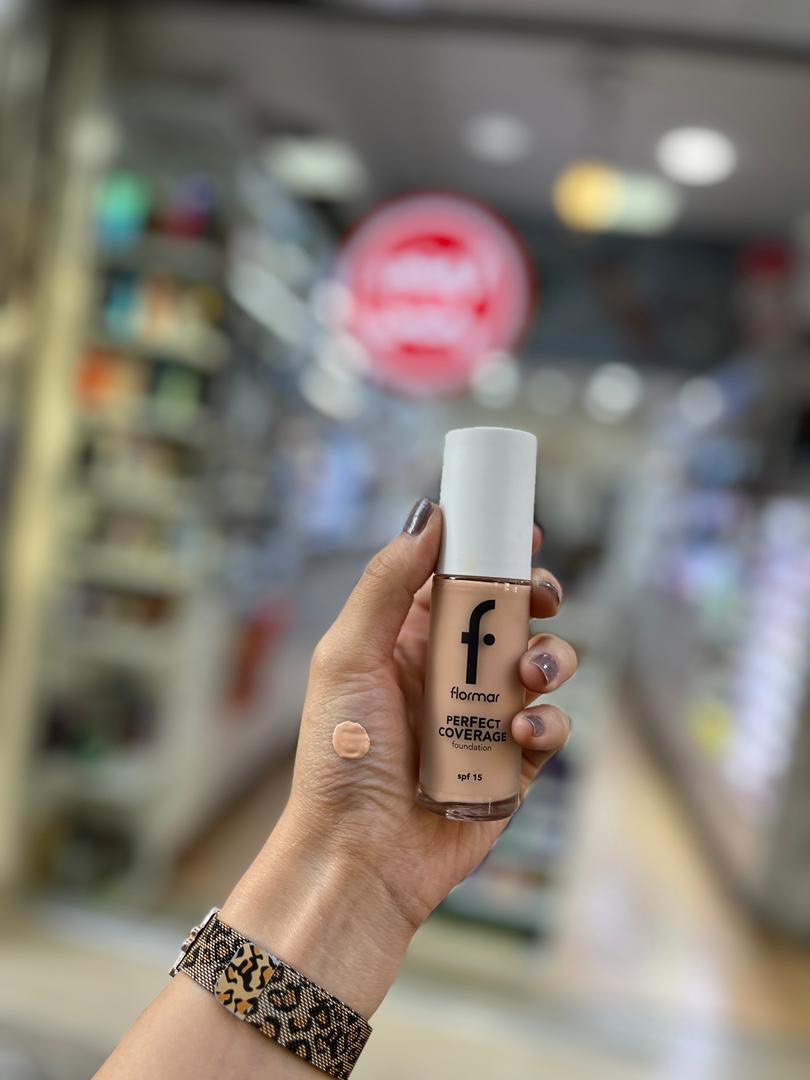 f
flormar
PERFECT
COVERAGE
foundation
spf 15